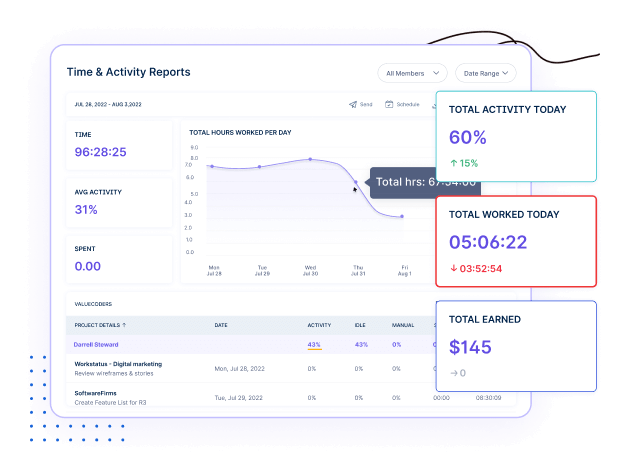 Time & Activity Reports
All Members
Date Range
JUL 28, 2022 - AUG 3,2022
Send
Schedule
TIME
96:28:25
AVG ACTIVITY
31%
SPENT
0.00
TOTAL HOURS WORKED PER DAY
9.0
8.0
7.0
6.0
5.0
4.0
3.0
2.0
1.0
0.0
Total hrs:
Mon
Jul 28
Tue
Jul 29
Wed
Jul 30
Thu
Jul 31
Fri
Aug 1
TOTAL ACTIVITY TODAY
60%
↑ 15%
TOTAL WORKED TODAY
05:06:22
↓ 03:52:54
TOTAL EARNED
$145
→ 0
VALUECODERS
PROJECT DETAILS ↑ DATE ACTIVITY IDLE MANUAL
Darrell Steward 43% 43% 0%
Workstatus - Digital marketing
Review wireframes & stories
Mon, Jul 28, 2022 0% 0% 0%
SoftwareFirms
Create Feature List for R3
Tue, Jul 29, 2022 0% 0% 0% 00:00 08:30:09